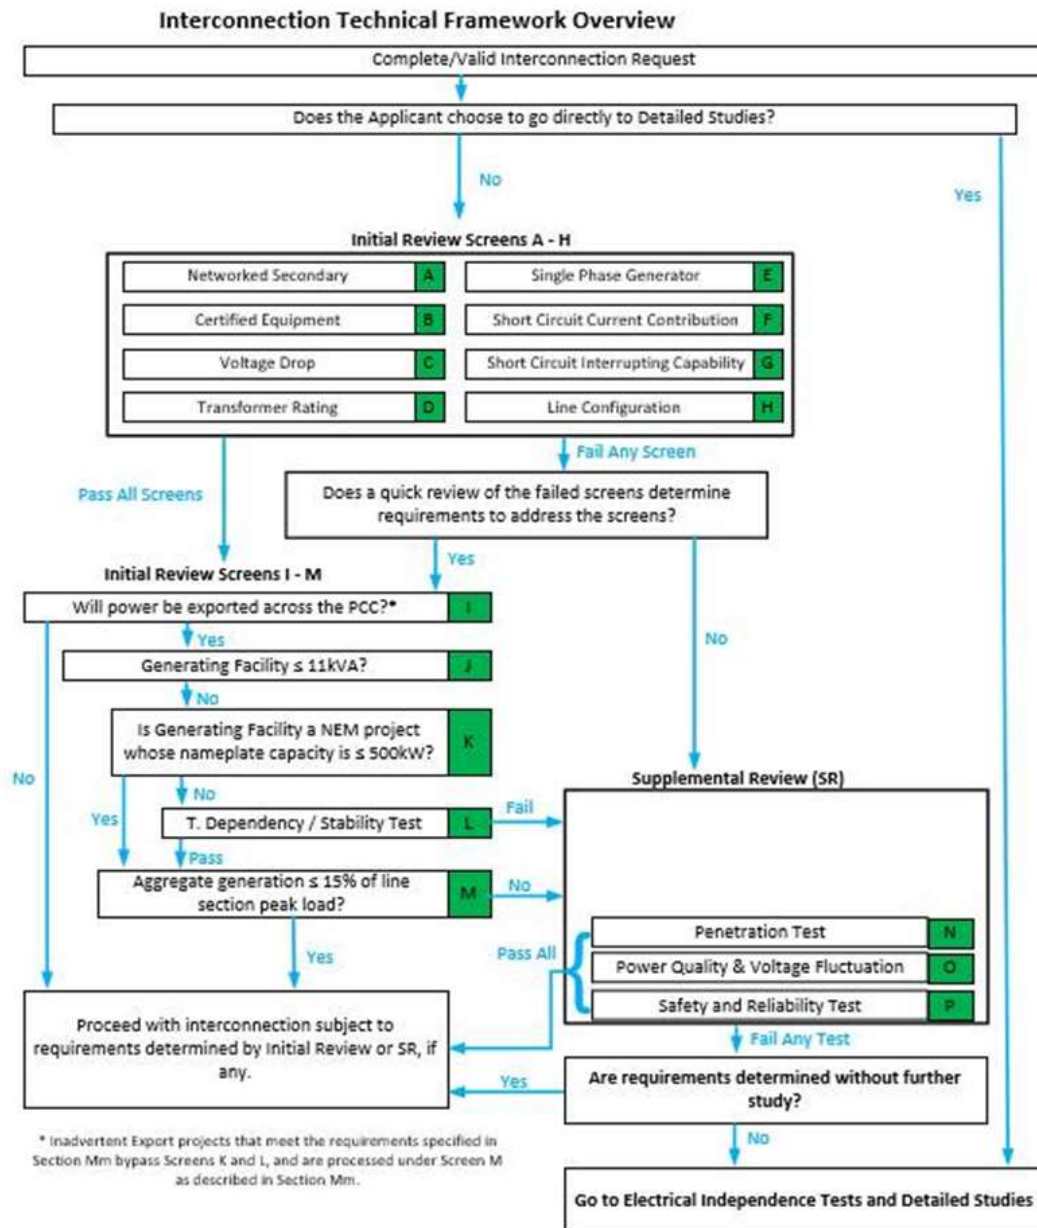 Interconnection Technical Framework Overview
Complete/Valid Interconnection Request
Does the Applicant choose to go directly to Detailed Studies?
No
Yes
Initial Review Screens A - H
Networked Secondary A
Single Phase Generator E
Certified Equipment B
Short Circuit Current Contribution F
Voltage Drop C
Short Circuit Interrupting Capability G
Transformer Rating D
Line Configuration H
Pass All Screens
Fail Any Screen
Does a quick review of the failed screens determine
requirements to address the screens?
Yes
No
Initial Review Screens I - M
Will power be exported across the PCC?* I
Yes
No
Generating Facility ≤ 11kVA? J
No
Is Generating Facility a NEM project
whose nameplate capacity is ≤ 500kW? K
Yes
No
T. Dependency / Stability Test L
Fail
Pass
Aggregate generation ≤ 15% of line
section peak load? M
No
Yes
Supplemental Review (SR)
Penetration Test N
Power Quality & Voltage Fluctuation O
Safety and Reliability Test P
Pass All
Fail Any Test
Proceed with interconnection subject to
requirements determined by Initial Review or SR, if
any.
Are requirements determined without further
study?
Yes
No
Go to Electrical Independence Tests and Detailed Studies
* Inadvertent Export projects that meet the requirements specified in
Section Mm bypass Screens K and L, and are processed under Screen M
as described in Section Mm.